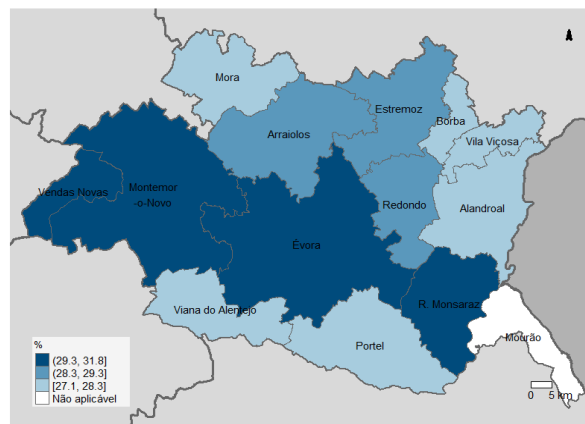 Mora
Estremoz
Borba
Arraiolos
Vila Viçosa
Vendas Novas
Montemor
-o-Novo
Redondo
Alandroal
Évora
Viana do Alentejo
R. Monsaraz
Portel
Mourão
%
(29.3, 31.8]
(28.3, 29.3]
[27.1, 28.3]
Não aplicável
0 5 km